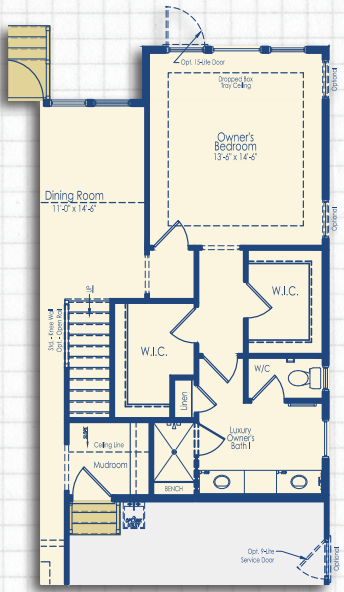 Opt. 15-Lite Door
Dropped Box
Tray Ceiling
Optional
Owner's
Bedroom
13'-6" x 14'-6"
Dining Room
11'-0" x 14'-6"
Optional
UP
Std. - Knee Wall
Opt. - Open Rail
W.I.C.
W.I.C.
W/C
Linen
Luxury
Owner's
Bath I
Ceiling Line
Mudroom
BENCH
Opt. 9-Lite
Service Door
Optional